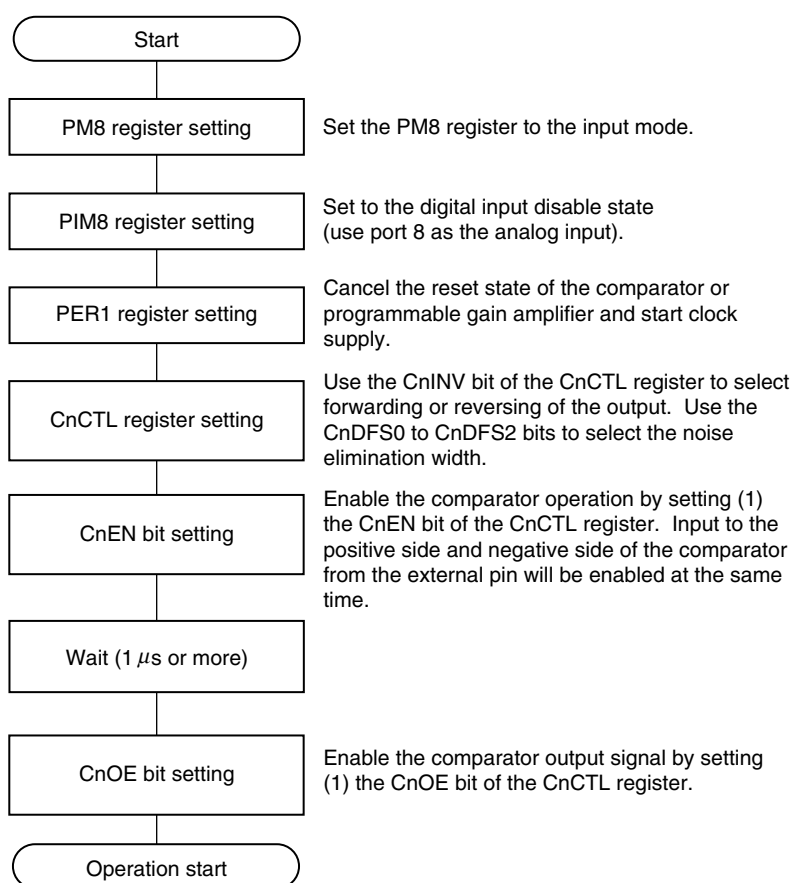 Start
PM8 register setting
Set the PM8 register to the input mode.
PIM8 register setting
Set to the digital input disable state
(use port 8 as the analog input).
PER1 register setting
Cancel the reset state of the comparator or
programmable gain amplifier and start clock
supply.
CnCTL register setting
Use the CnINV bit of the CnCTL register to select
forwarding or reversing of the output.  Use the
CnDFS0 to CnDFS2 bits to select the noise
elimination width.
CnEN bit setting
Enable the comparator operation by setting (1)
the CnEN bit of the CnCTL register.  Input to the
positive side and negative side of the comparator
from the external pin will be enabled at the same
time.
Wait (1 μs or more)
CnOE bit setting
Enable the comparator output signal by setting
(1) the CnOE bit of the CnCTL register.
Operation start